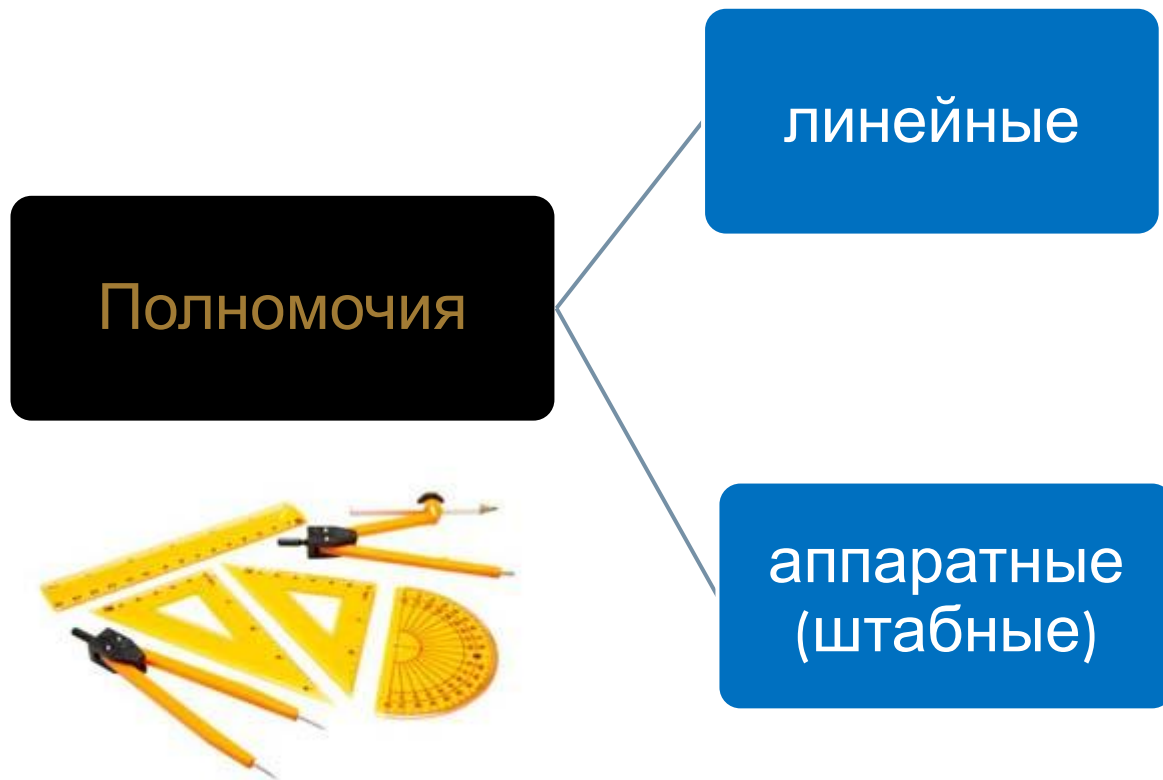 линейные
Полномочия
аппаратные
(штабные)